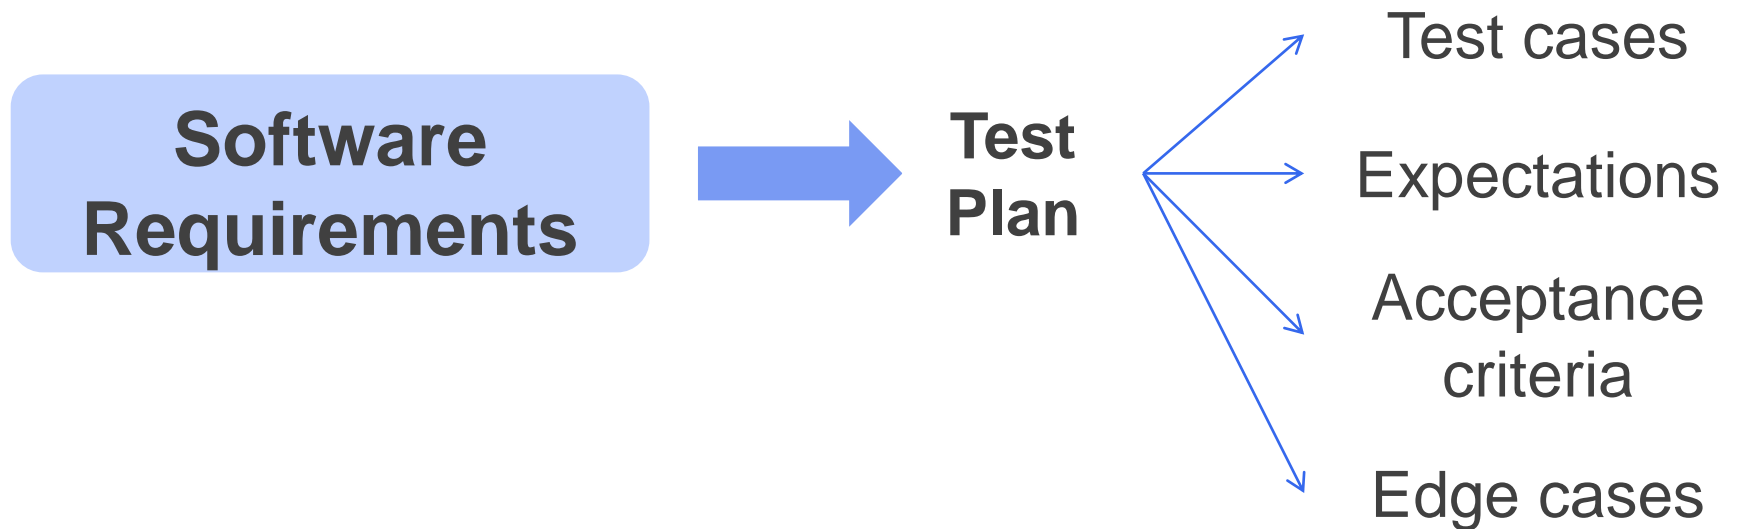 Software
Requirements
Test
Plan
Test cases
Expectations
Acceptance
criteria
Edge cases